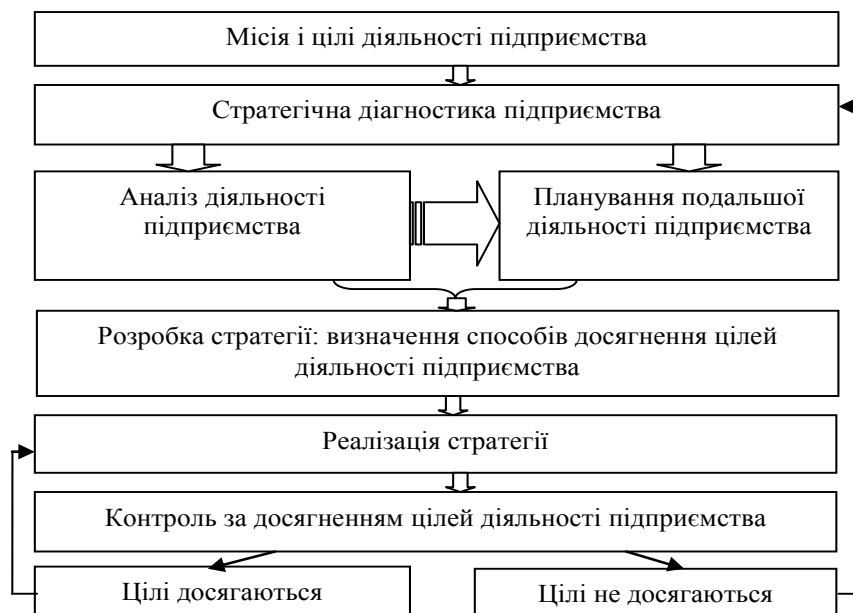 Місія і цілі діяльності підприємства
Стратегічна діагностика підприємства
Аналіз діяльності
підприємства
Планування подальшої
діяльності підприємства
Розробка стратегії: визначення способів досягнення цілей
діяльності підприємства
Реалізація стратегії
Контроль за досягненням цілей діяльності підприємства
Цілі досягаються
Цілі не досягаються